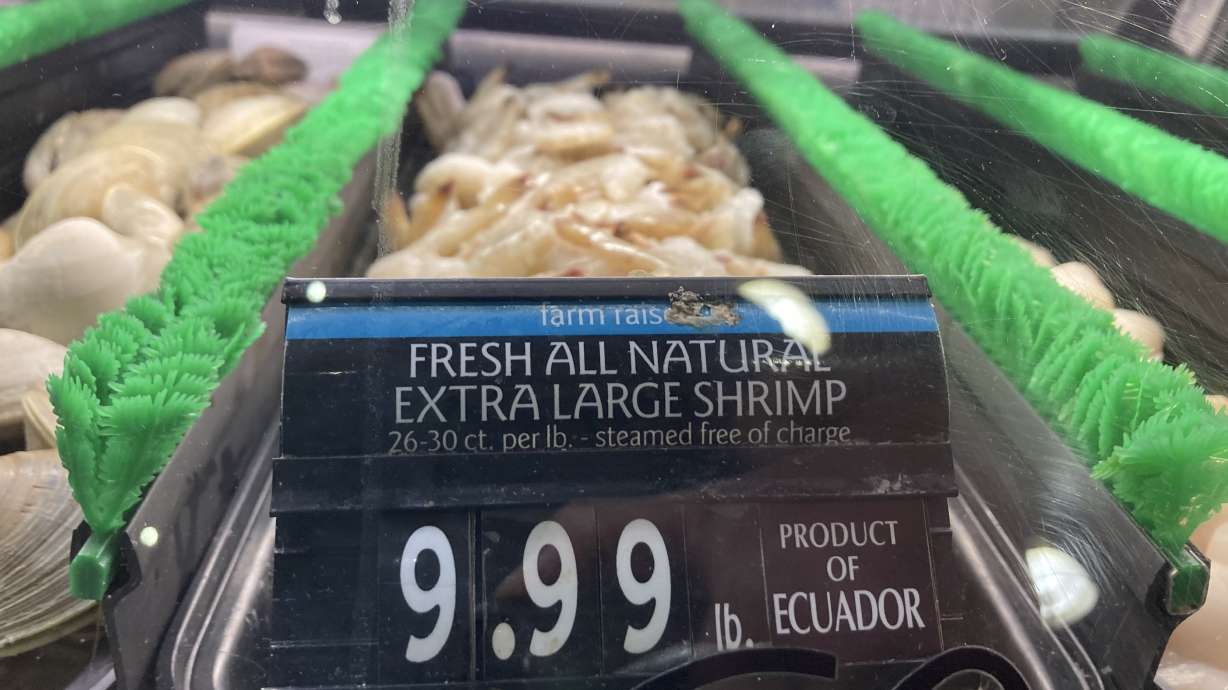 farm rais
FRESH ALL NATURAL
EXTRA LARGE SHRIMP
26-30 ct. per lb. - steamed free of charge
9.99 lb.
PRODUCT
OF
ECUADOR